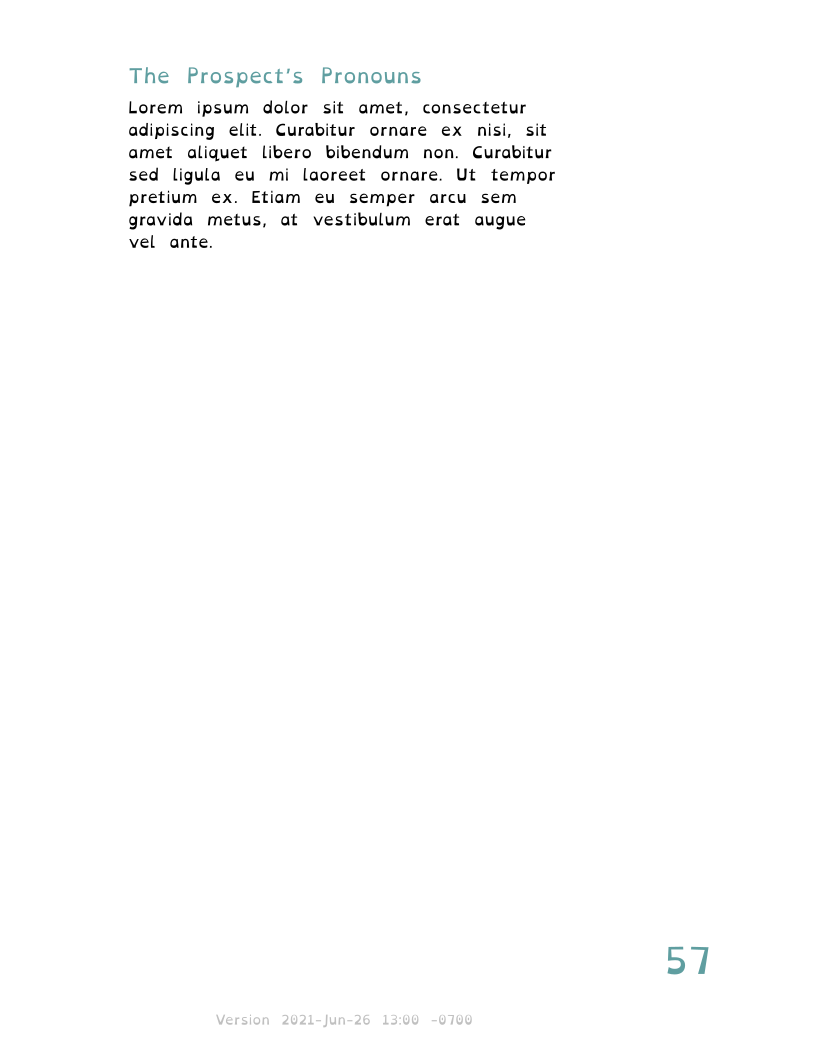 The Prospect's Pronouns
Lorem ipsum dolor sit amet, consectetur
adipiscing elit. Curabitur ornare ex nisi, sit
amet aliquet libero bibendum non. Curabitur
sed ligula eu mi laoreet ornare. Ut tempor
pretium ex. Etiam eu semper arcu sem
gravida metus, at vestibulum erat augue
vel ante.
57
Version 2021-Jun-26 13:00 -0700